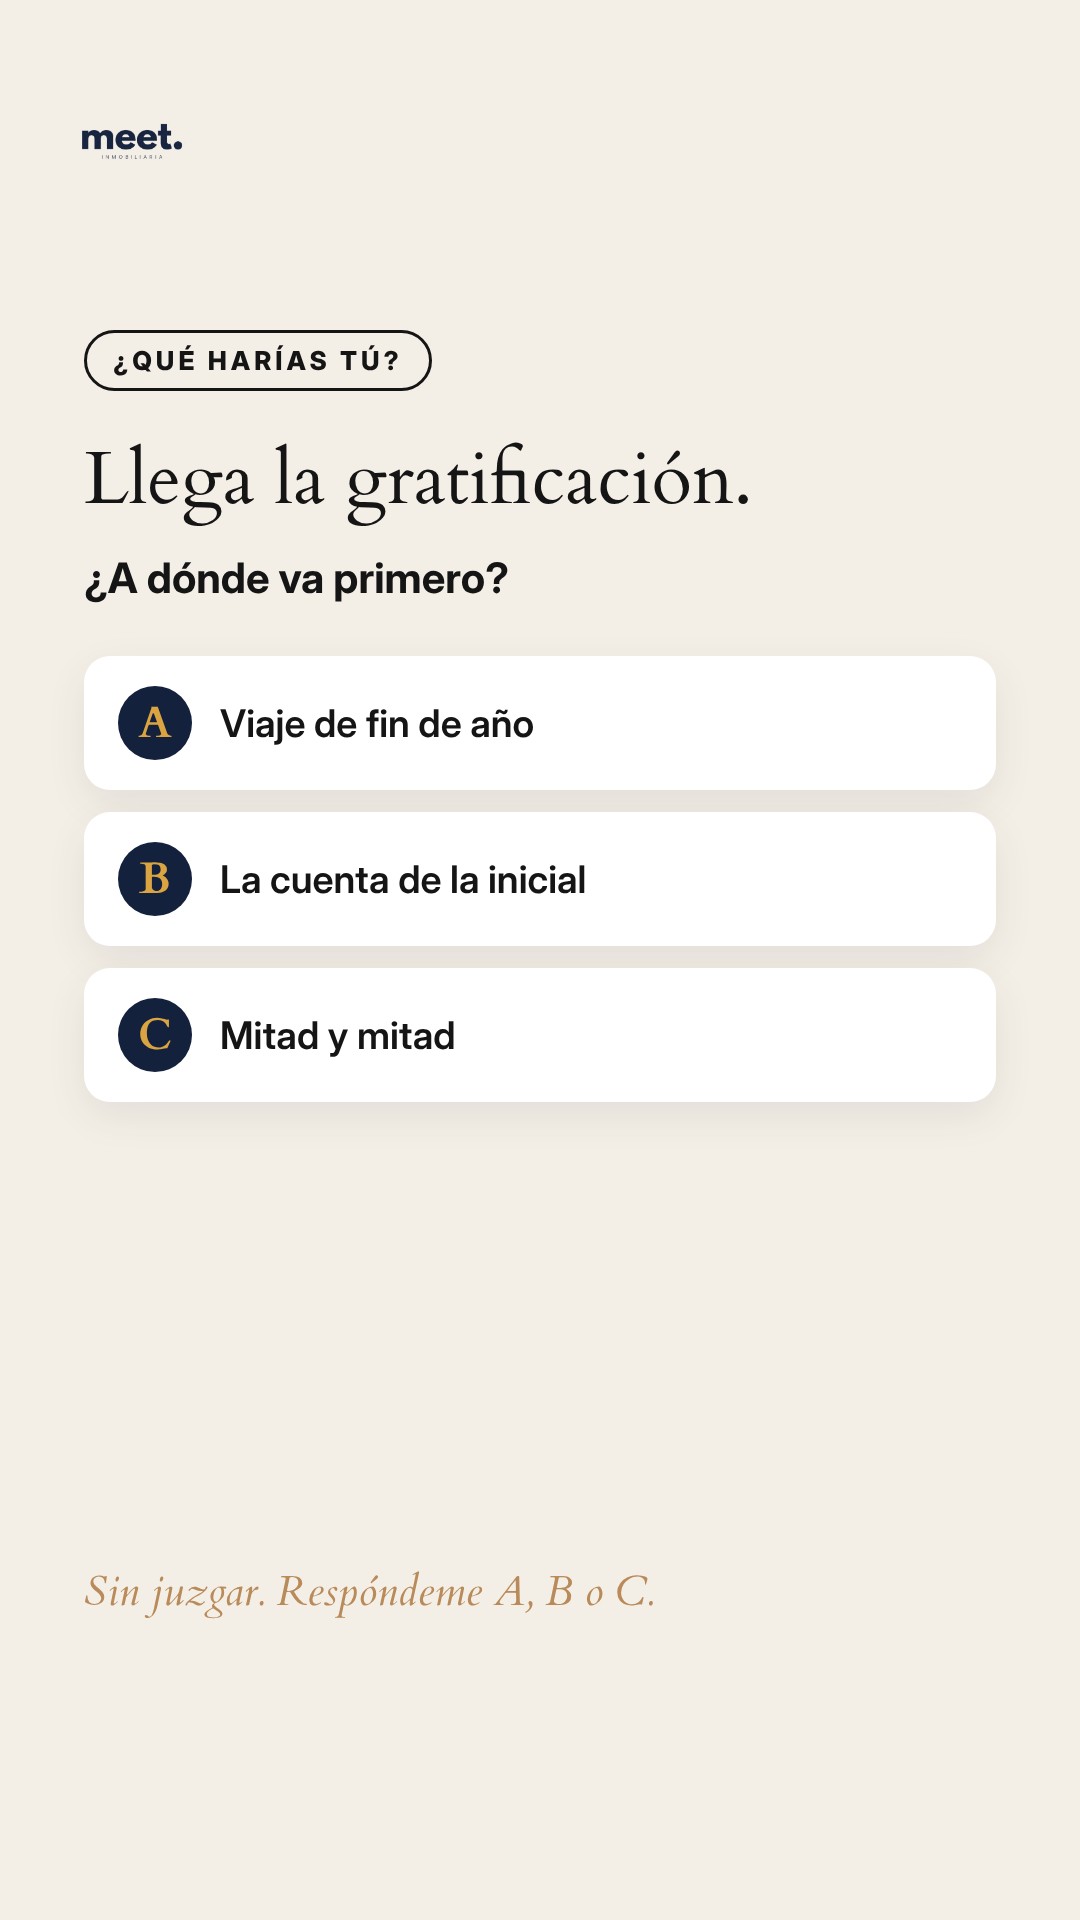 meet.
INMOBILIARIA
¿QUÉ HARÍAS TÚ?
Llega la gratificación.
¿A dónde va primero?
A Viaje de fin de año
B La cuenta de la inicial
C Mitad y mitad
Sin juzgar. Respóndeme A, B o C.